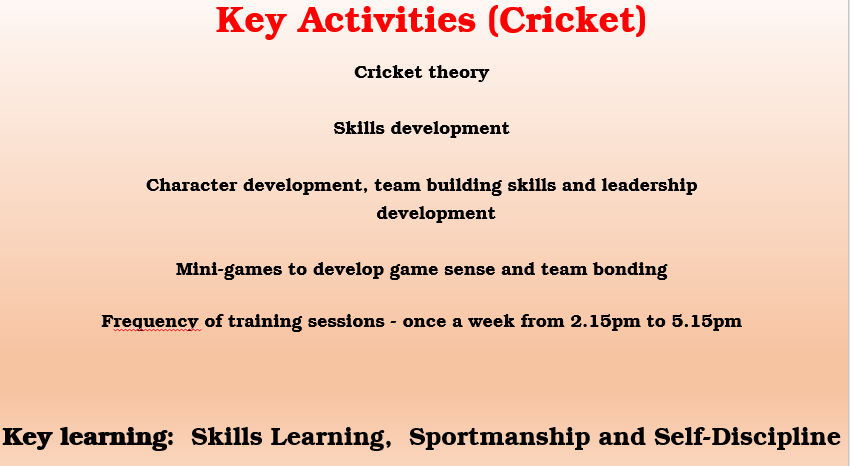 Key Activities (Cricket)
Cricket theory
Skills development
Character development, team building skills and leadership
development
Mini-games to develop game sense and team bonding
Frequency of training sessions - once a week from 2.15pm to 5.15pm
Key learning:  Skills Learning,  Sportmanship and Self-Discipline